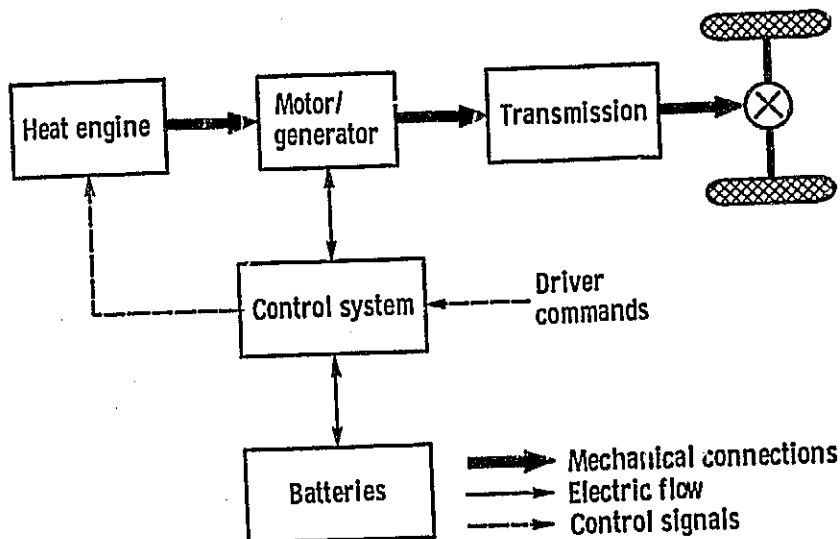 Heat engine
Motor/
generator
Transmission
Control system
Driver
commands
Batteries
Mechanical connections
Electric flow
Control signals